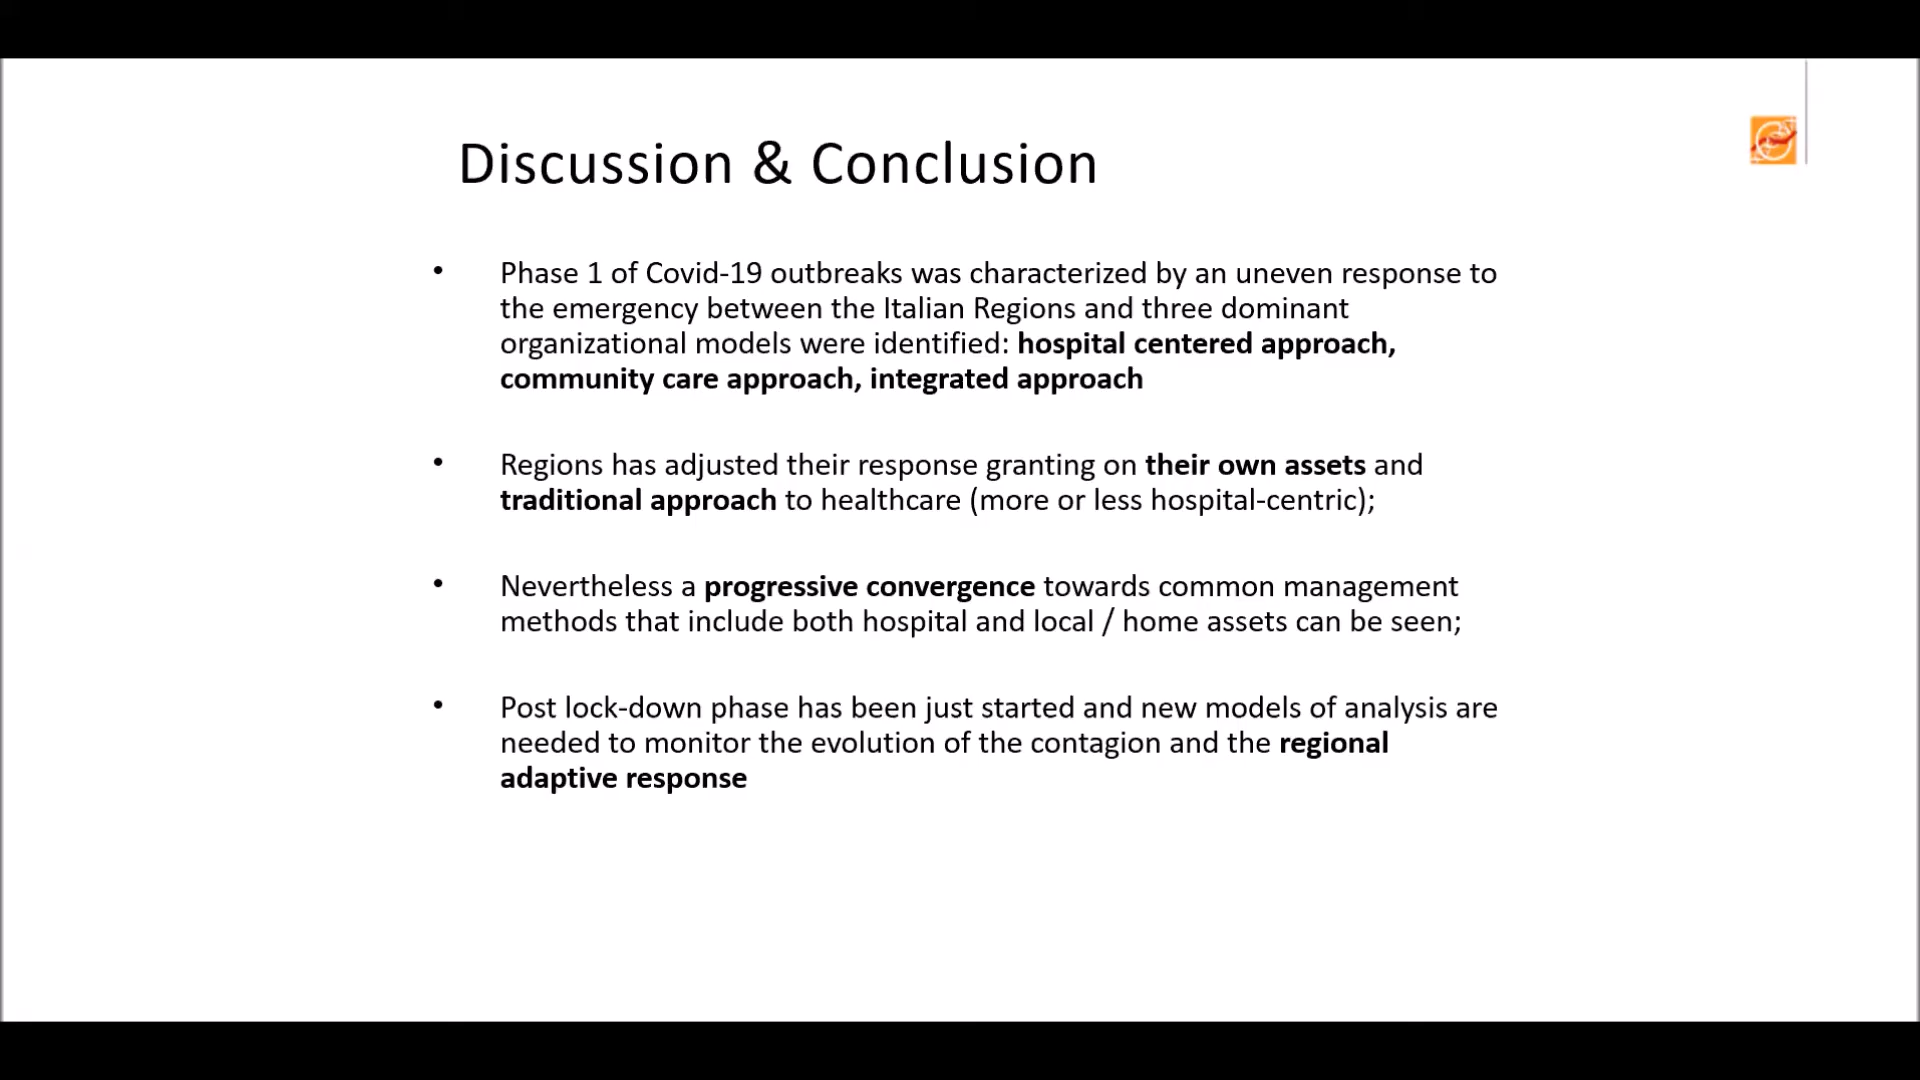 Discussion & Conclusion
• Phase 1 of Covid-19 outbreaks was characterized by an uneven response to
the emergency between the Italian Regions and three dominant
organizational models were identified: hospital centered approach,
community care approach, integrated approach
• Regions has adjusted their response granting on their own assets and
traditional approach to healthcare (more or less hospital-centric);
• Nevertheless a progressive convergence towards common management
methods that include both hospital and local / home assets can be seen;
• Post lock-down phase has been just started and new models of analysis are
needed to monitor the evolution of the contagion and the regional
adaptive response